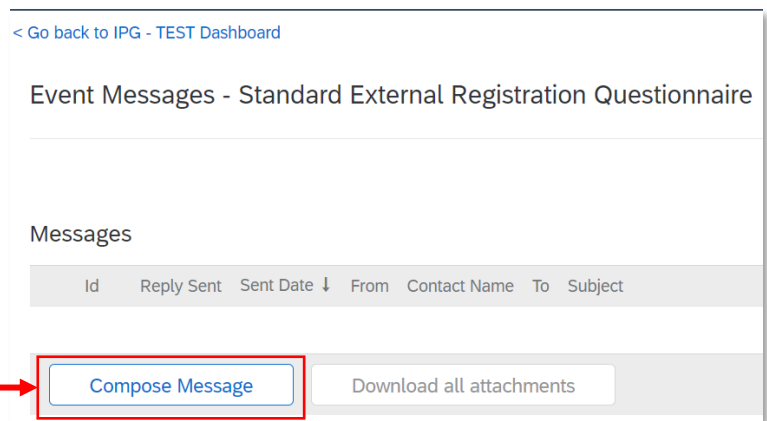 < Go back to IPG - TEST Dashboard
Event Messages - Standard External Registration Questionnaire
Messages
Id Reply Sent Sent Date ↓ From Contact Name To Subject
Compose Message Download all attachments